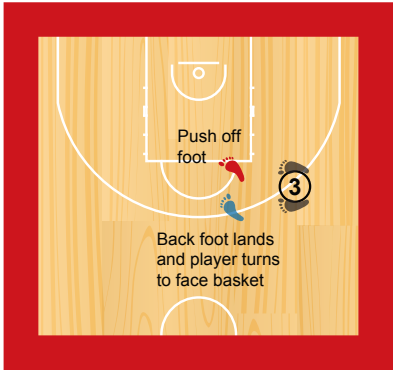 Push off
foot
3
Back foot lands
and player turns
to face basket